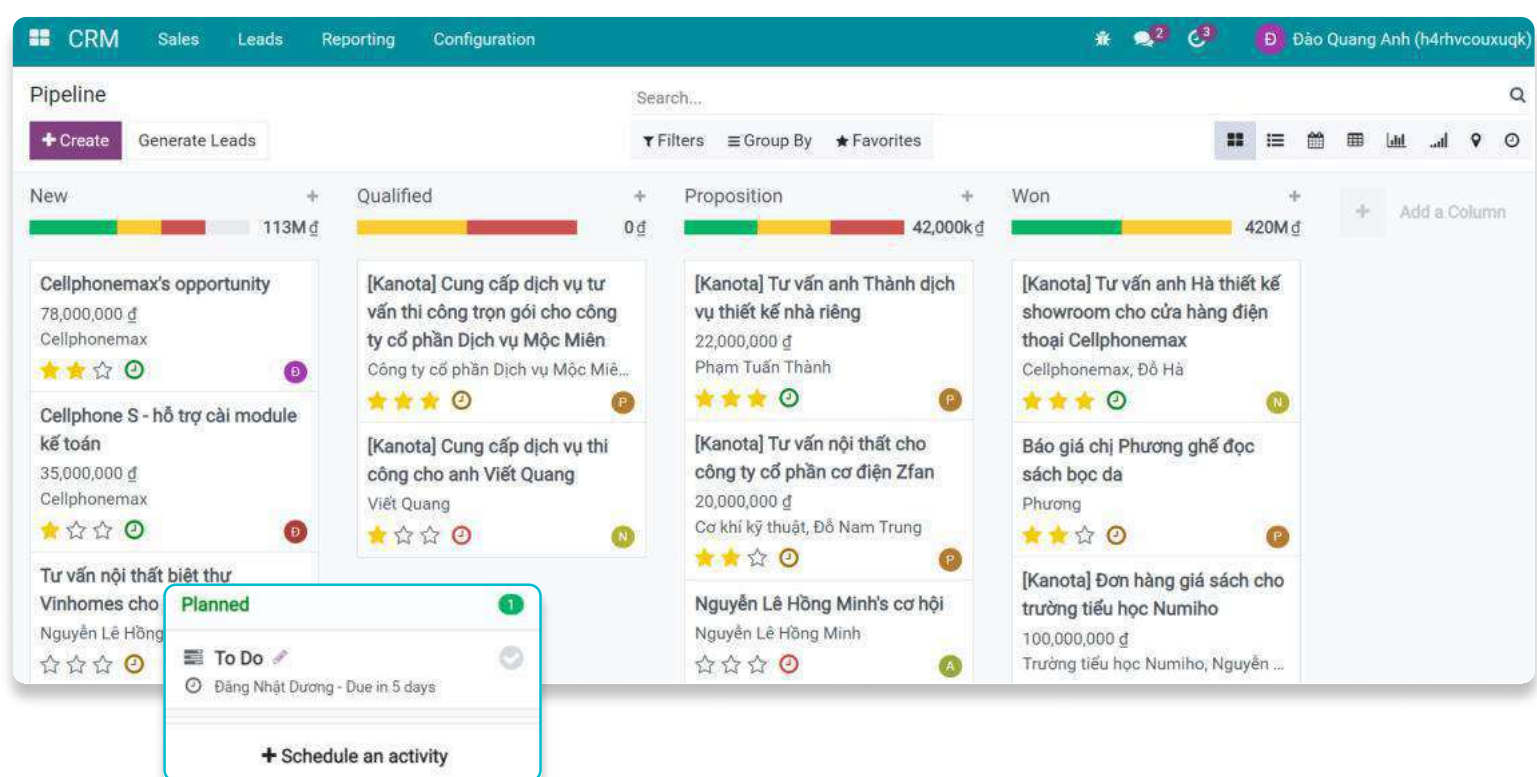 CRM Sales Leads Reporting Configuration 2 3 Đ Đào Quang Anh (h4rhvcouxuqk)
Pipeline
Search...
+ Create Generate Leads
Filters Group By Favorites
New +
113M đ
Cellphonemax's opportunity
78,000,000 đ
Cellphonemax
Đ
Cellphone S - hỗ trợ cài module
kế toán
35,000,000 đ
Cellphonemax
Đ
Tư vấn nội thất biệt thự
Vinhomes cho
Nguyễn Lê Hồng
Qualified +
0 đ
[Kanota] Cung cấp dịch vụ tư
vấn thi công trọn gói cho công
ty cổ phần Dịch vụ Mộc Miên
Công ty cổ phần Dịch vụ Mộc Miê...
P
[Kanota] Cung cấp dịch vụ thi
công cho anh Viết Quang
Viết Quang
N
Proposition +
42,000k đ
[Kanota] Tư vấn anh Thành dịch
vụ thiết kế nhà riêng
22,000,000 đ
Phạm Tuấn Thành
P
[Kanota] Tư vấn nội thất cho
công ty cổ phần cơ điện Zfan
20,000,000 đ
Cơ khí kỹ thuật, Đỗ Nam Trung
P
Nguyễn Lê Hồng Minh's cơ hội
Nguyễn Lê Hồng Minh
A
Won +
420M đ
[Kanota] Tư vấn anh Hà thiết kế
showroom cho cửa hàng điện
thoại Cellphonemax
Cellphonemax, Đỗ Hà
N
Báo giá chị Phương ghế đọc
sách bọc da
Phương
P
[Kanota] Đơn hàng giá sách cho
trường tiểu học Numiho
100,000,000 đ
Trường tiểu học Numiho, Nguyễn ...
+ Add a Column
Planned 1
To Do
Đặng Nhật Dương - Due in 5 days
+ Schedule an activity